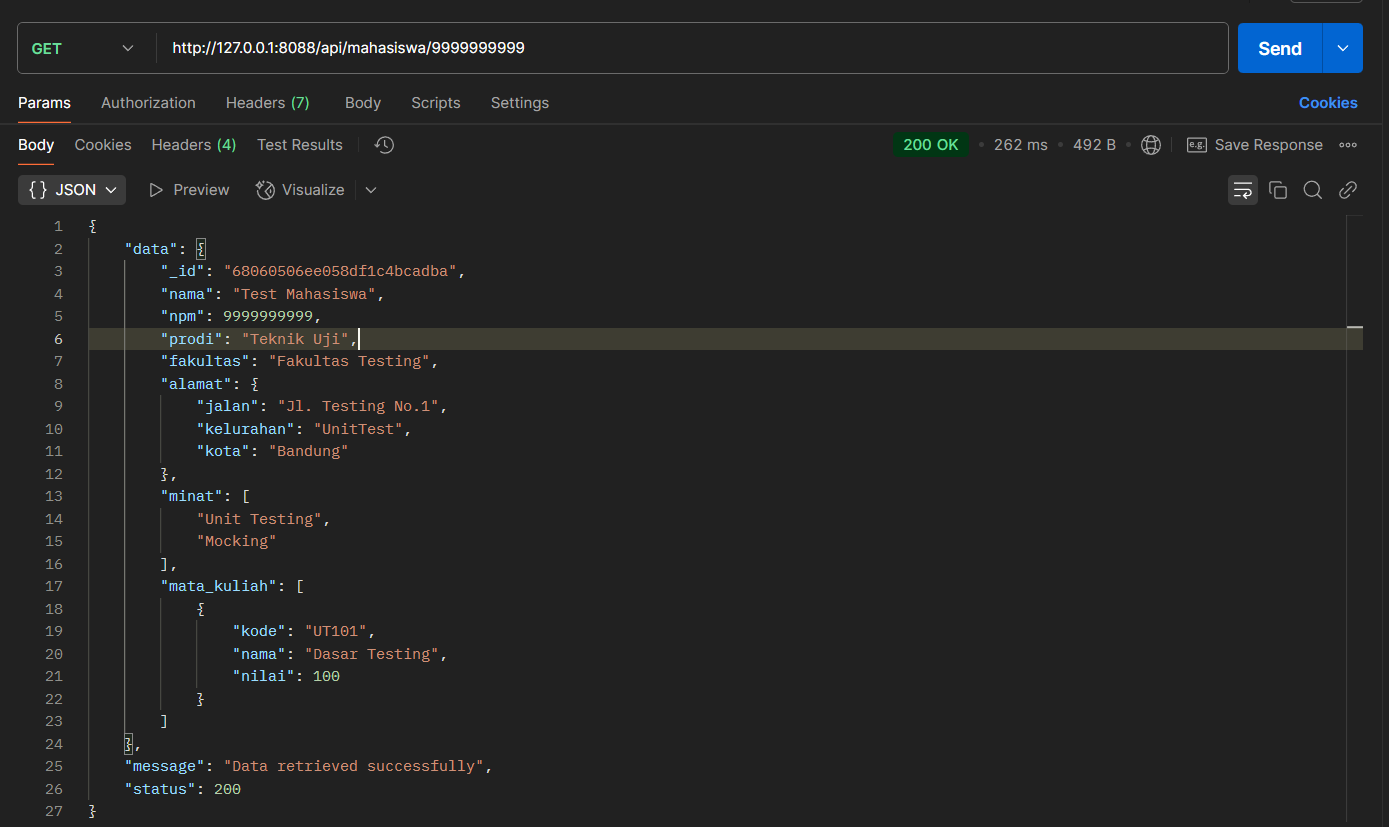 GET http://127.0.0.1:8088/api/mahasiswa/9999999999 Send
Params Authorization Headers (7) Body Scripts Settings Cookies
Body Cookies Headers (4) Test Results 200 OK • 262 ms • 492 B • e.g. Save Response
{} JSON Preview Visualize
1 {
2 "data": {
3 "_id": "68060506ee058df1c4bcadba",
4 "nama": "Test Mahasiswa",
5 "npm": 9999999999,
6 "prodi": "Teknik Uji",
7 "fakultas": "Fakultas Testing",
8 "alamat": {
9 "jalan": "Jl. Testing No.1",
10 "kelurahan": "UnitTest",
11 "kota": "Bandung"
12 },
13 "minat": [
14 "Unit Testing",
15 "Mocking"
16 ],
17 "mata_kuliah": [
18 {
19 "kode": "UT101",
20 "nama": "Dasar Testing",
21 "nilai": 100
22 }
23 ]
24 },
25 "message": "Data retrieved successfully",
26 "status": 200
27 }